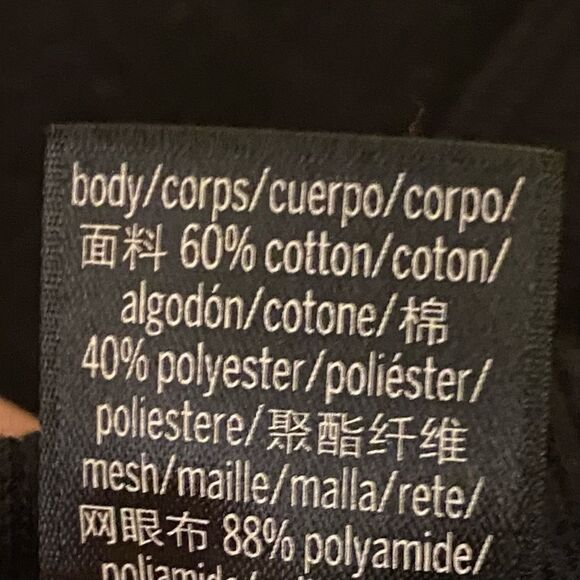 body/corps/cuerpo/corpo/
面料 60% cotton/coton/
algodón/cotone/棉
40% polyester/poliéster/
poliestere/聚酯纤维
mesh/maille/malla/rete/
网眼布 88% polyamide/